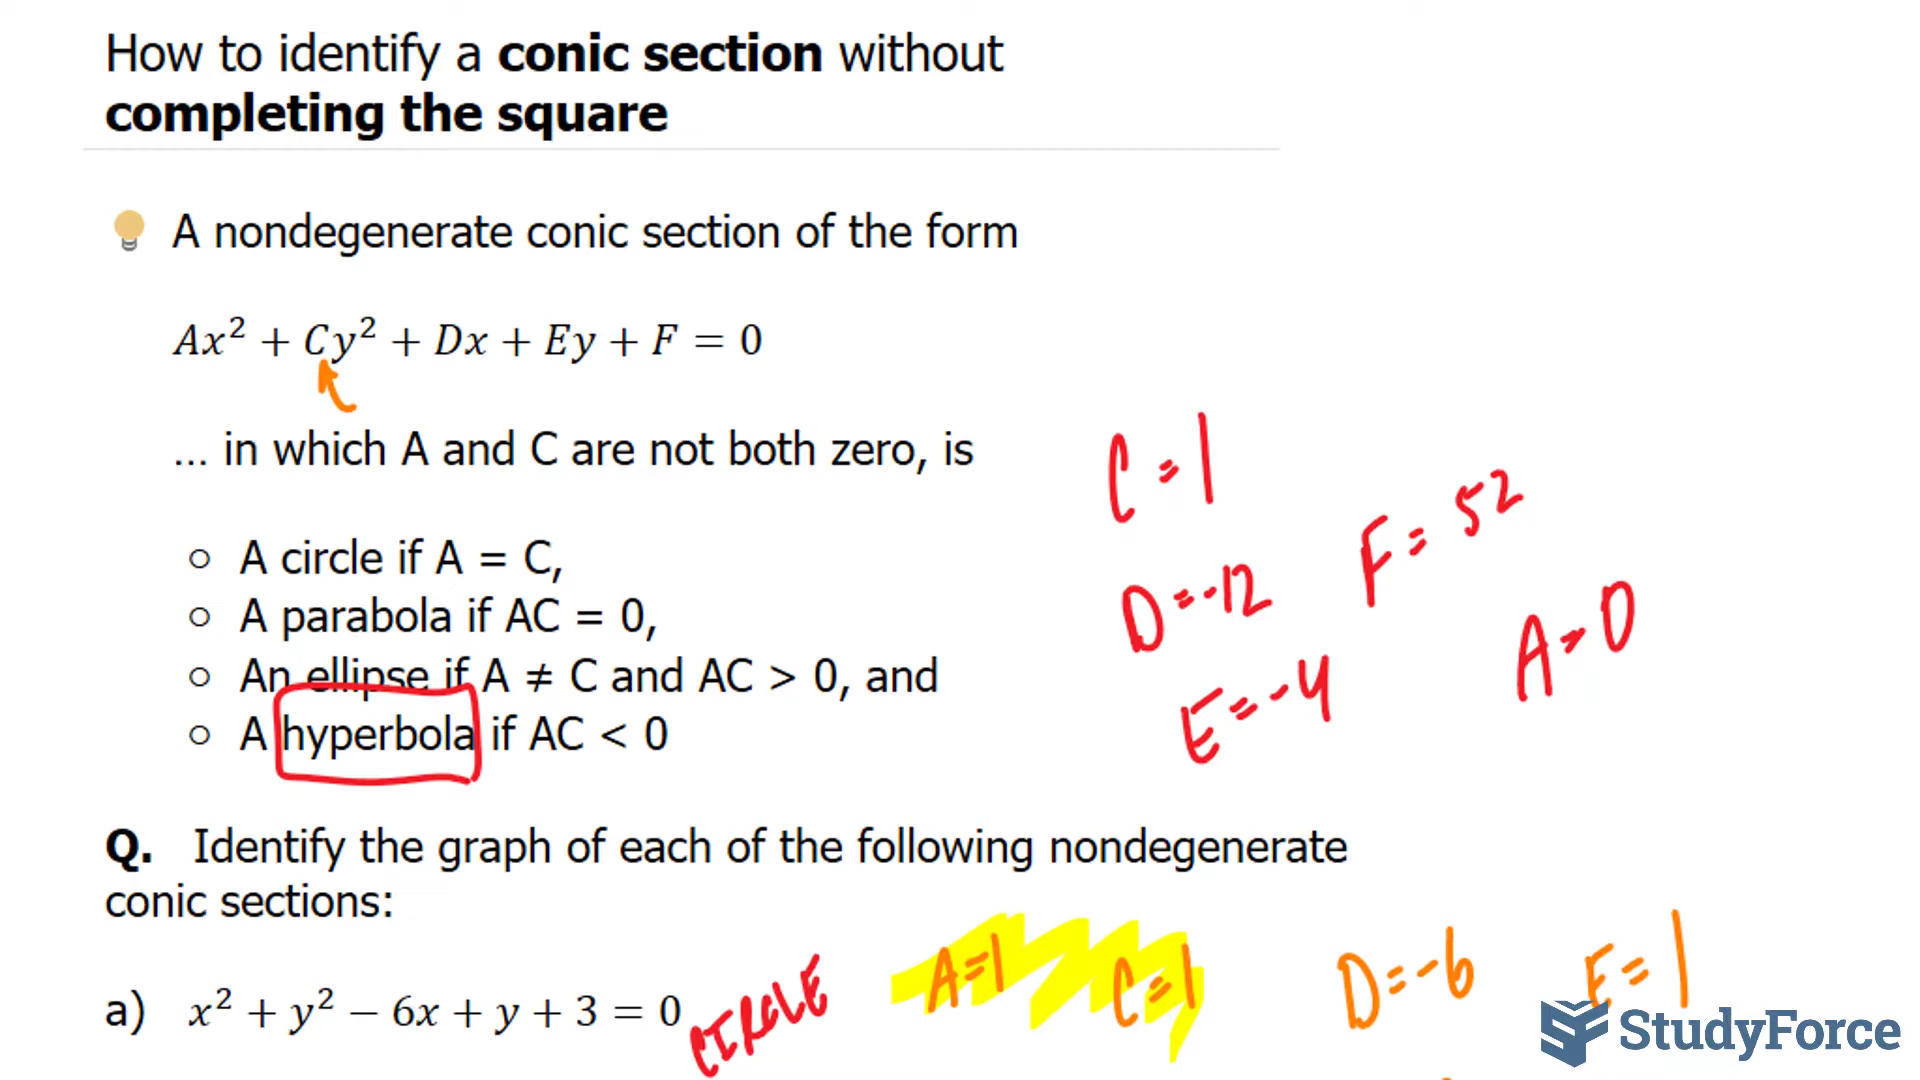 How to identify a conic section without
completing the square
A nondegenerate conic section of the form
Ax² + Cy² + Dx + Ey + F = 0
... in which A and C are not both zero, is
○ A circle if A = C,
○ A parabola if AC = 0,
○ An ellipse if A ≠ C and AC > 0, and
○ A hyperbola if AC < 0
C = 1
F = 52
D = -12
A = 0
E = -4
Q. Identify the graph of each of the following nondegenerate
conic sections:
a) x² + y² − 6x + y + 3 = 0
CIRCLE
A = 1
C = 1
D = -6
E = 1
StudyForce